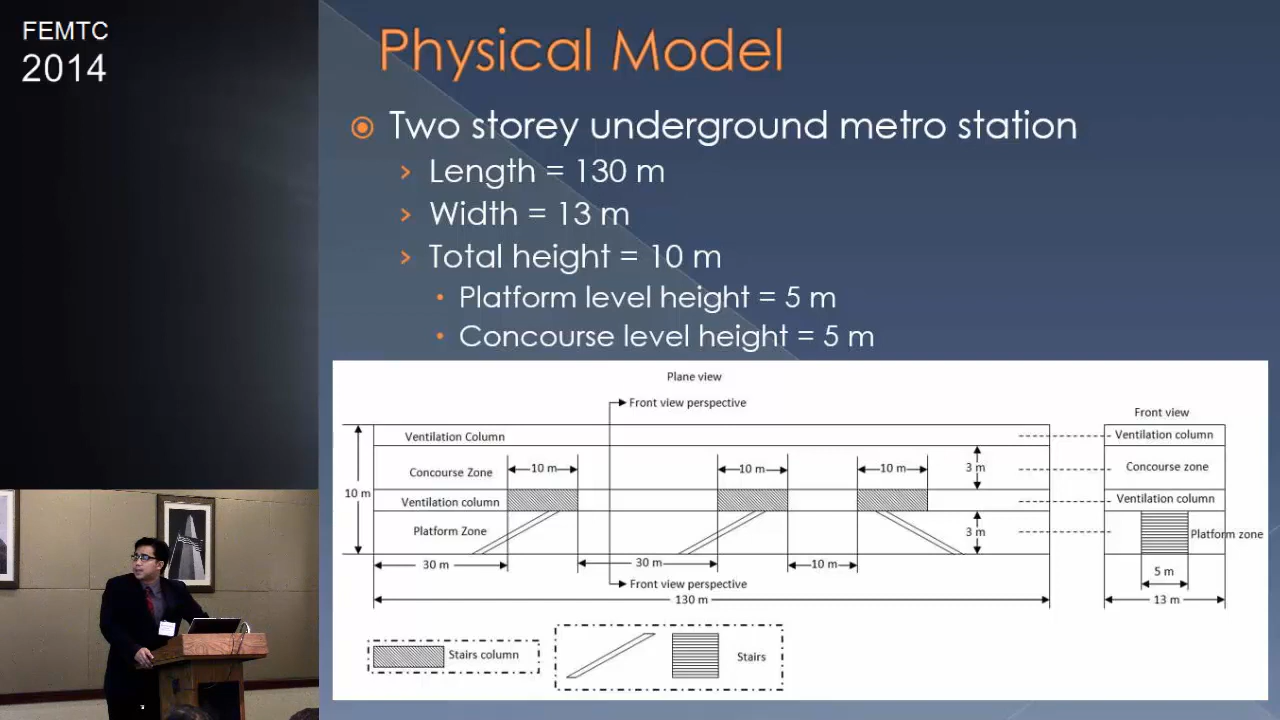 FEMTC
2014
Physical Model
Two storey underground metro station
Length = 130 m
Width = 13 m
Total height = 10 m
Platform level height = 5 m
Concourse level height = 5 m
Plane view
Front view perspective
Front view
Ventilation Column
Ventilation column
Concourse Zone
10 m
10 m
10 m
3 m
Concourse zone
10 m
Ventilation column
Ventilation column
Platform Zone
3 m
Platform zone
30 m
30 m
10 m
5 m
Front view perspective
130 m
13 m
Stairs column
Stairs